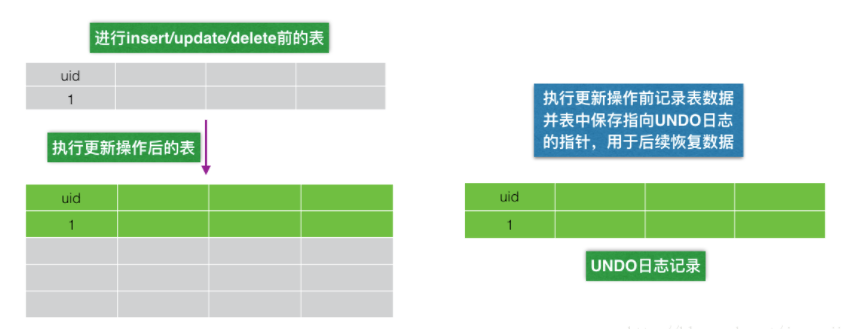 进行insert/update/delete前的表
uid
1
执行更新操作后的表
uid
1
执行更新操作前记录表数据
并表中保存指向UNDO日志
的指针，用于后续恢复数据
uid
1
UNDO日志记录